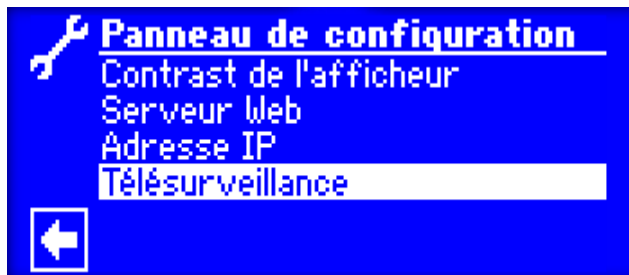 Panneau de configuration
Contrast de l'afficheur
Serveur Web
Adresse IP
Télésurveillance